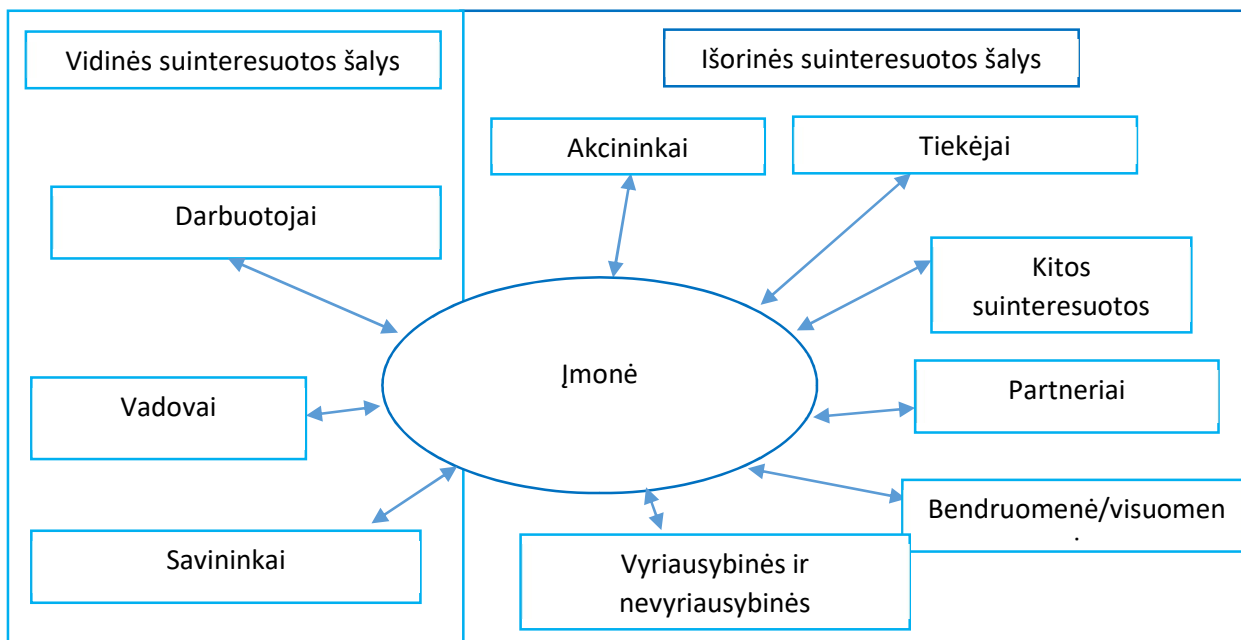 Vidinės suinteresuotos šalys
Išorinės suinteresuotos šalys
Akcininkai
Tiekėjai
Darbuotojai
Kitos
suinteresuotos
Įmonė
Vadovai
Partneriai
Bendruomenė/visuomen
Savininkai
Vyriausybinės ir
nevyriausybinės